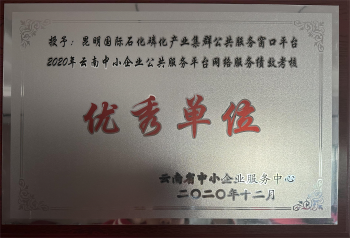 授予：昆明国际石化磷化产业集群公共服务窗口平台
2020年云南中小企业公共服务平台网络服务绩效考核
优秀单位
云南省中小企业服务中心
二〇二〇年十二月